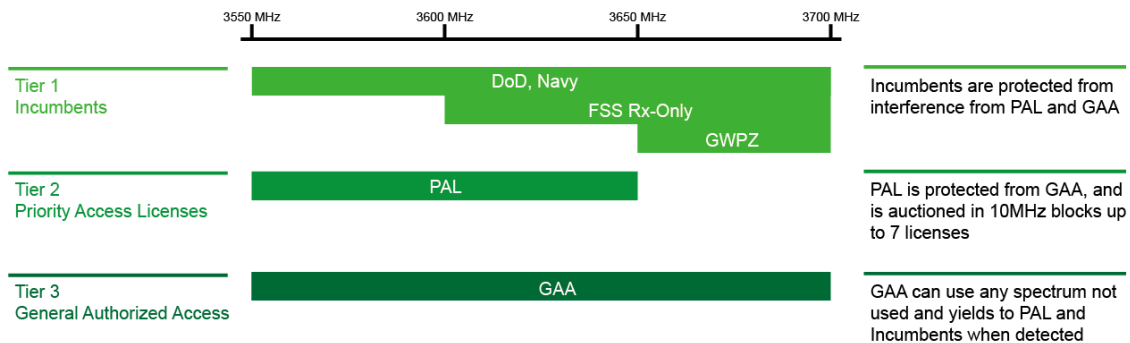 3550 MHz
3600 MHz
3650 MHz
3700 MHz
Tier 1
Incumbents
DoD, Navy
FSS Rx-Only
GWPZ
Incumbents are protected from
interference from PAL and GAA
Tier 2
Priority Access Licenses
PAL
PAL is protected from GAA, and
is auctioned in 10MHz blocks up
to 7 licenses
Tier 3
General Authorized Access
GAA
GAA can use any spectrum not
used and yields to PAL and
Incumbents when detected